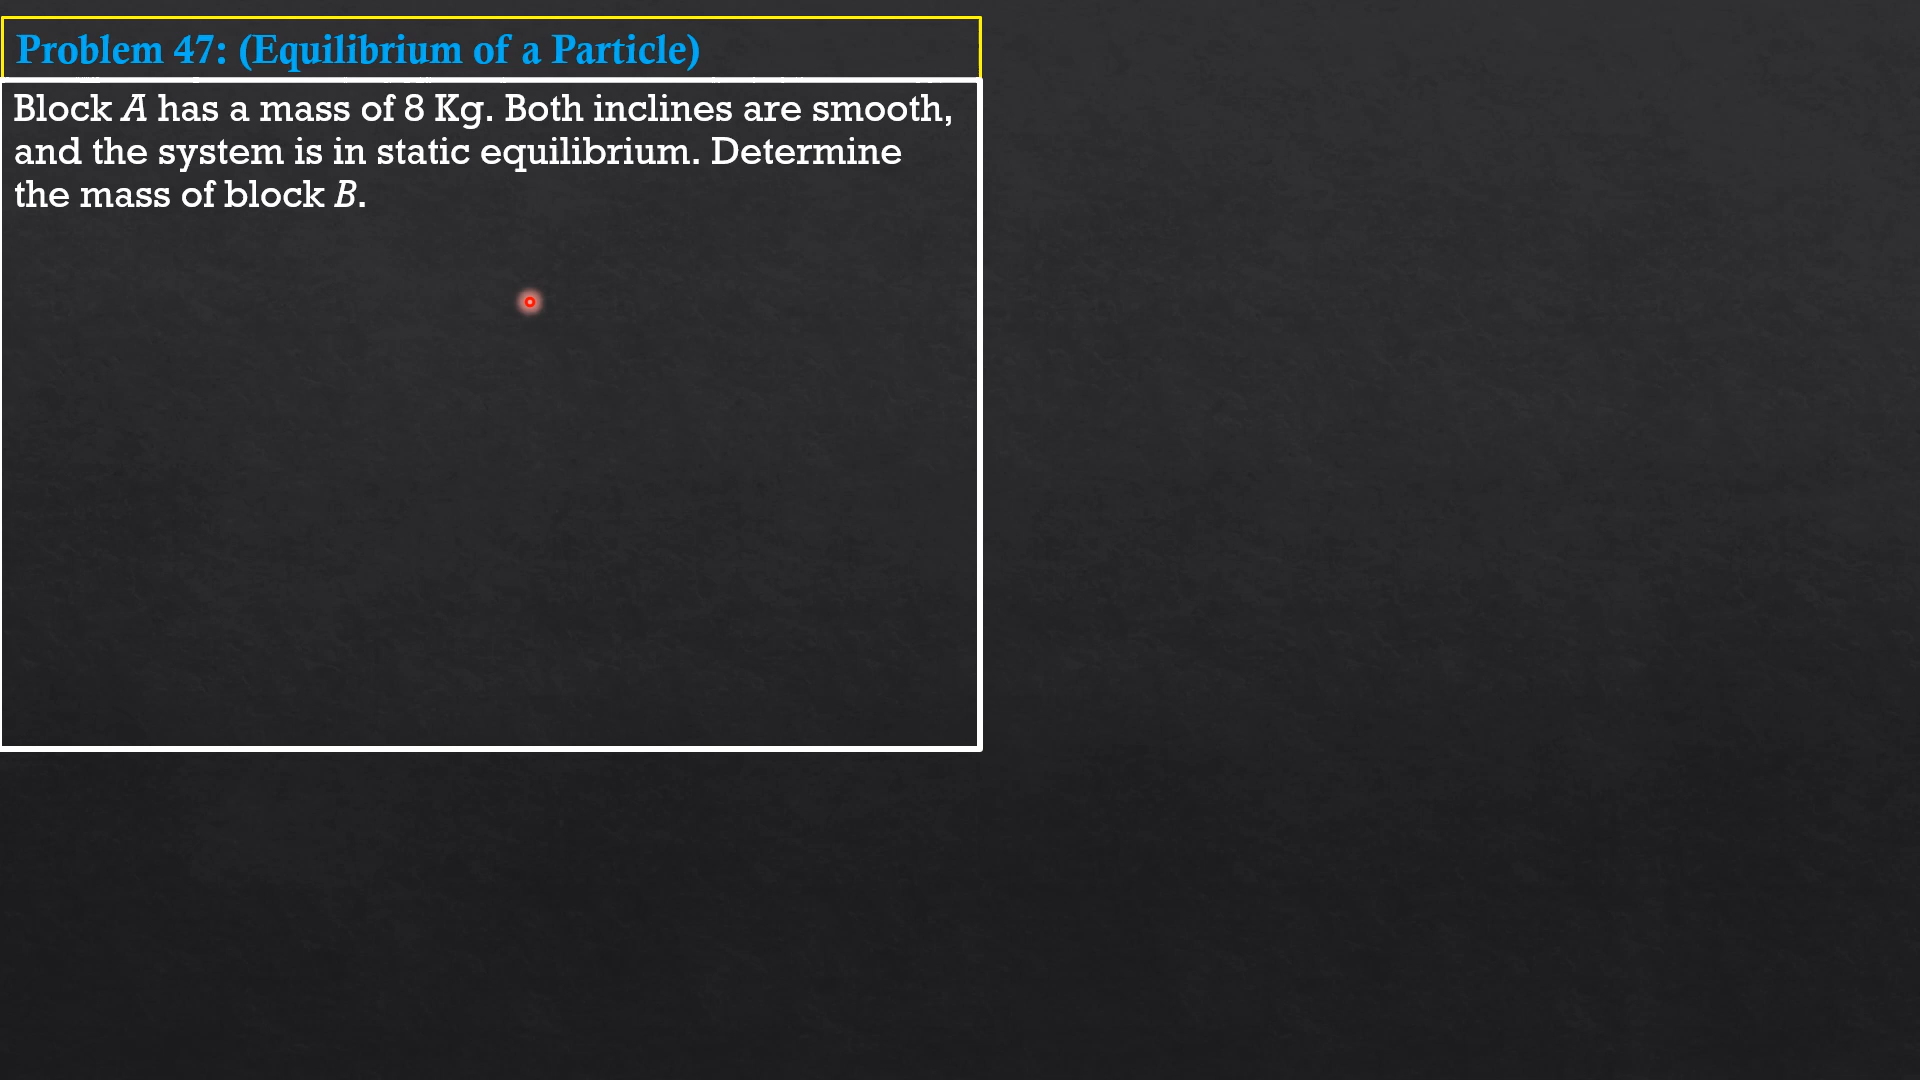 Problem 47: (Equilibrium of a Particle)
Block A has a mass of 8 Kg. Both inclines are smooth,
and the system is in static equilibrium. Determine
the mass of block B.